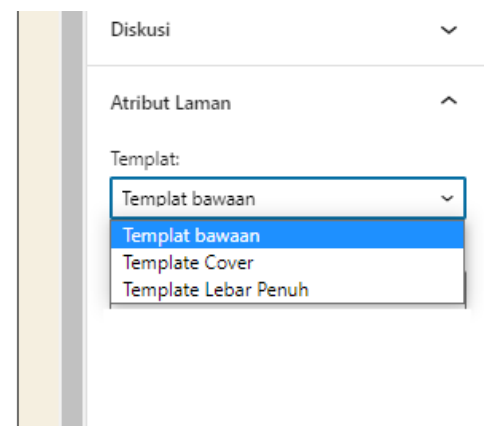 Diskusi
Atribut Laman
Templat:
Templat bawaan
Templat bawaan
Template Cover
Template Lebar Penuh